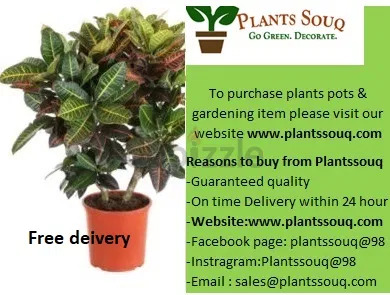 PLANTS SOUQ
GO GREEN. DECORATE.
To purchase plants pots &
gardening item please visit our
website www.plantssouq.com
Reasons to buy from Plantssouq
-Guaranteed quality
-On time Delivery within 24 hour
-Website:www.plantssouq.com
-Facebook page: plantssouq@98
-Instragram:Plantssouq@98
-Email : sales@plantssouq.com
Free deivery